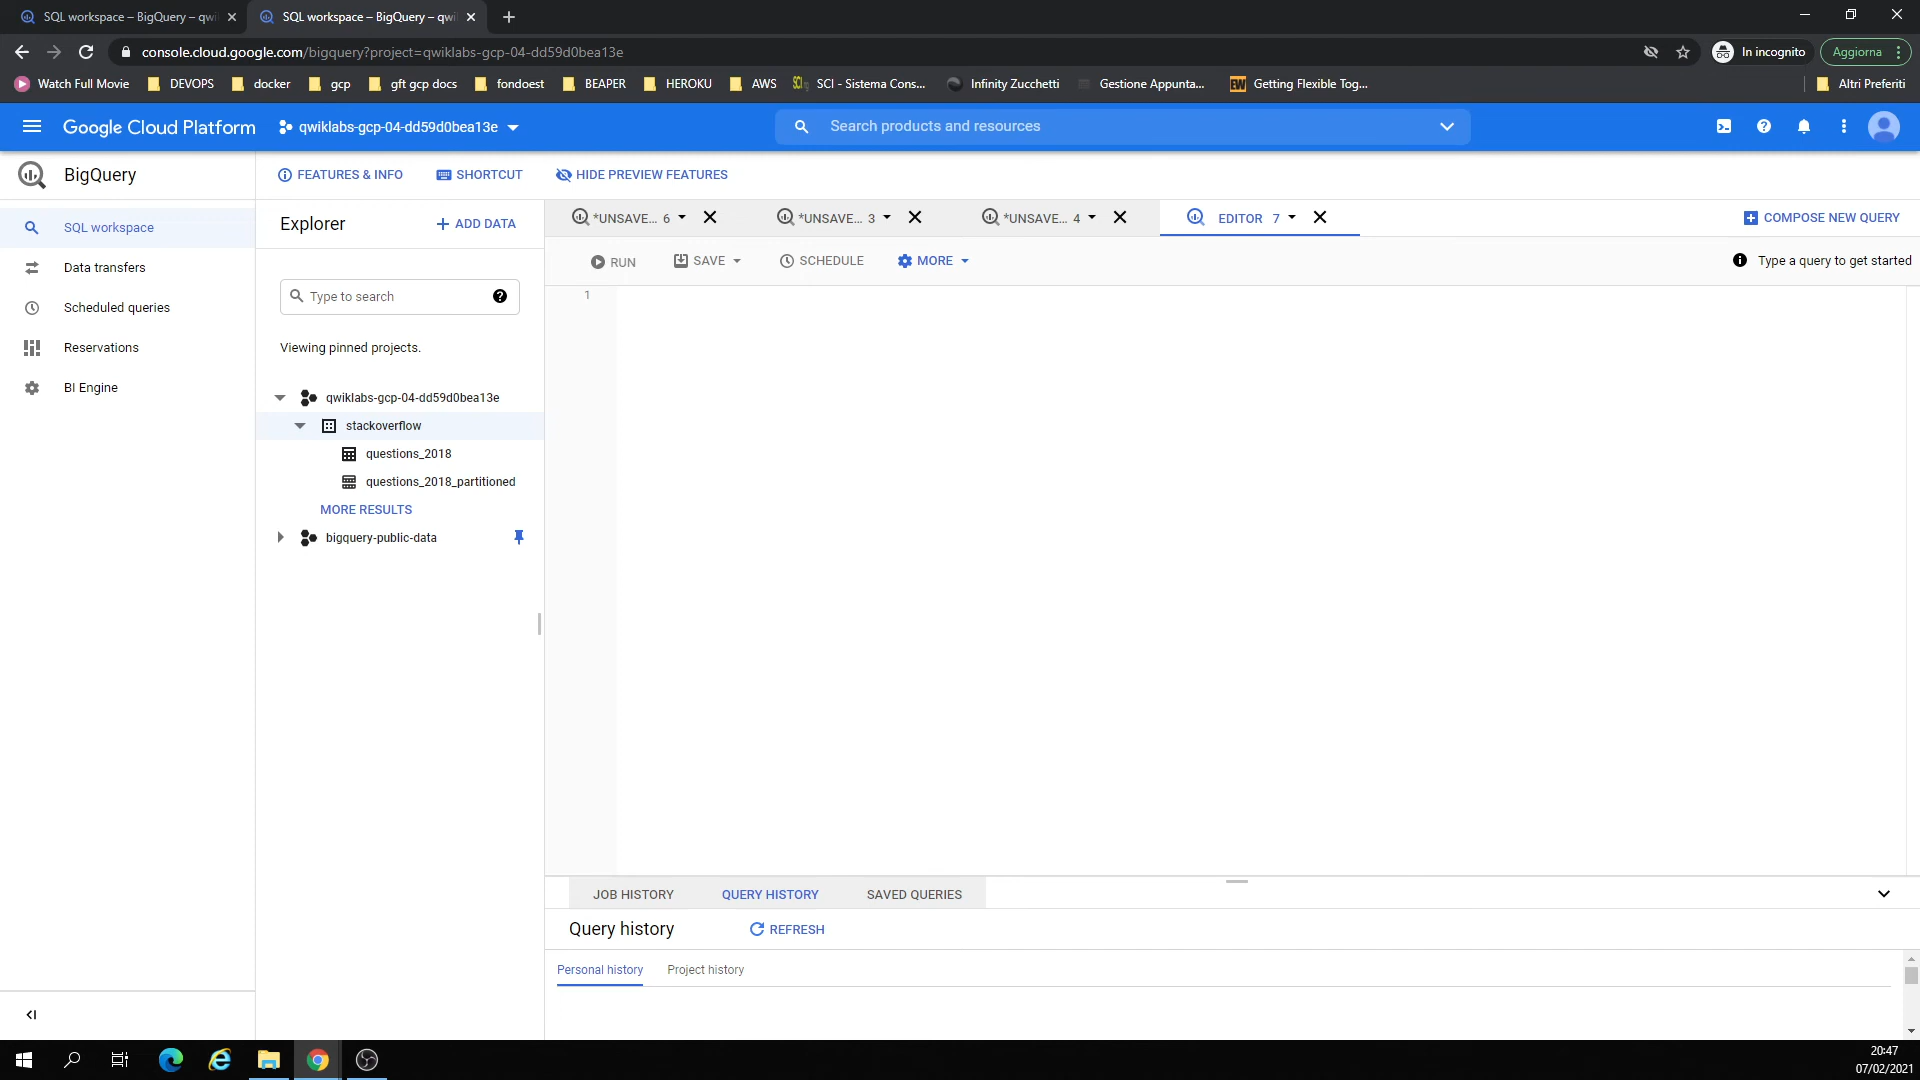 SQL workspace – BigQuery – qwi
SQL workspace – BigQuery – qwi
console.cloud.google.com/bigquery?project=qwiklabs-gcp-04-dd59d0bea13e
In incognito
Aggiorna
Watch Full Movie
DEVOPS
docker
gcp
gft gcp docs
fondoest
BEAPER
HEROKU
AWS
SCI - Sistema Cons...
Infinity Zucchetti
Gestione Appunta...
Getting Flexible Tog...
Altri Preferiti
Google Cloud Platform
qwiklabs-gcp-04-dd59d0bea13e
Search products and resources
BigQuery
FEATURES & INFO
SHORTCUT
HIDE PREVIEW FEATURES
SQL workspace
Data transfers
Scheduled queries
Reservations
BI Engine
Explorer
ADD DATA
Type to search
Viewing pinned projects.
qwiklabs-gcp-04-dd59d0bea13e
stackoverflow
questions_2018
questions_2018_partitioned
MORE RESULTS
bigquery-public-data
*UNSAVE... 6
*UNSAVE... 3
*UNSAVE... 4
EDITOR 7
COMPOSE NEW QUERY
RUN
SAVE
SCHEDULE
MORE
Type a query to get started
1
JOB HISTORY
QUERY HISTORY
SAVED QUERIES
Query history
REFRESH
Personal history
Project history
20:47
07/02/2021